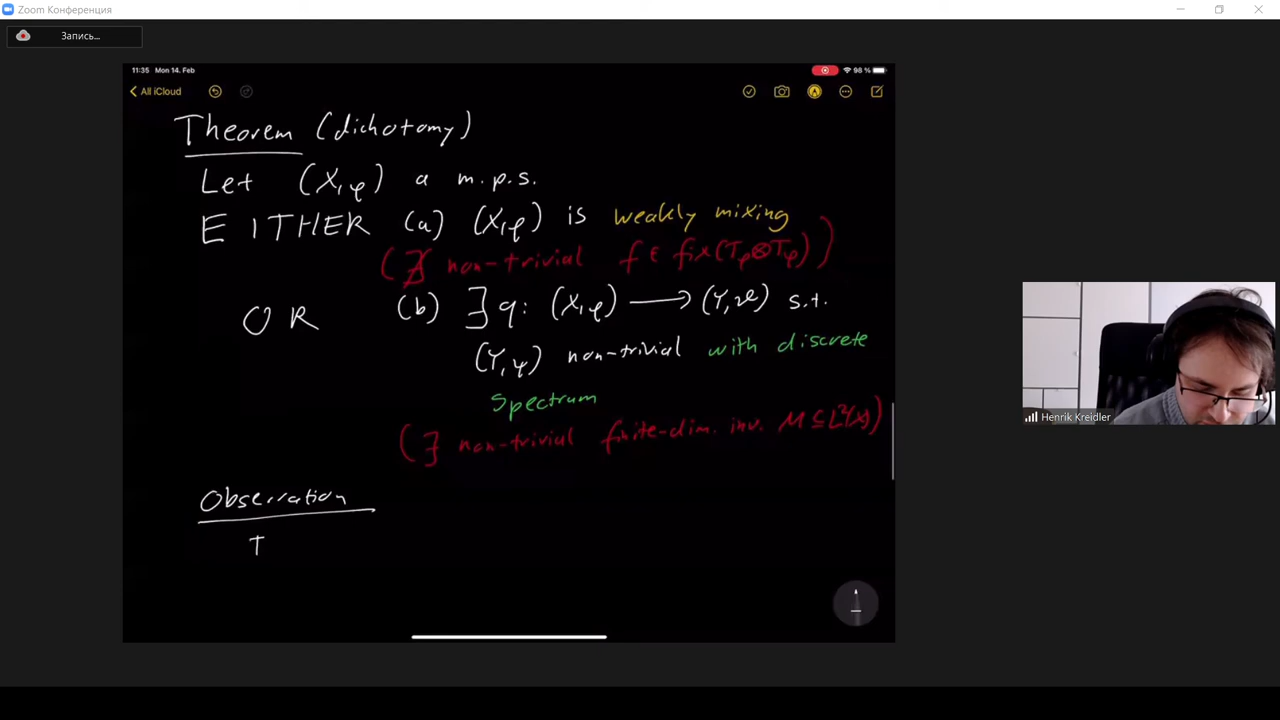 Zoom Конференция
Запись...
11:35 Mon 14. Feb
98 %
All iCloud
Theorem (dichotomy)
Let (X,φ) a m.p.s.
EITHER (a) (X,φ) is weakly mixing
(∄ non-trivial f ∈ fix(T_φ⊗T_φ))
OR (b) ∃ q: (X,φ) ⟶ (Y,ψ) s.t.
(Y,ψ) non-trivial with discrete
spectrum
(∃ non-trivial finite-dim. inv. M ⊆ L²(X))
Observation
T
Henrik Kreidler